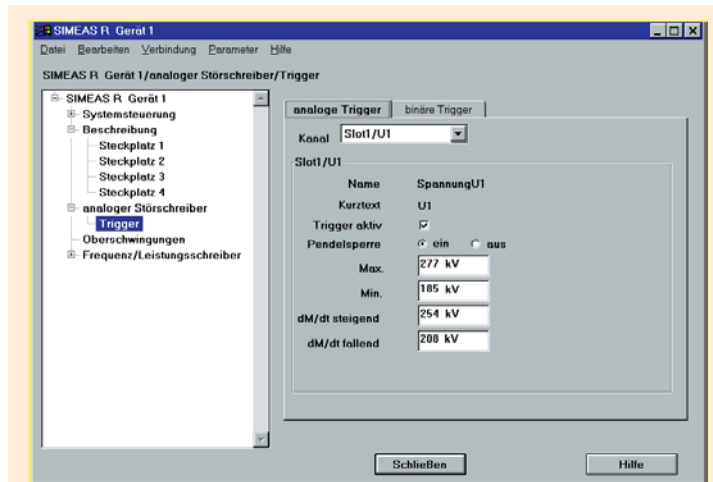 SIMEAS R Gerät 1
Datei Bearbeiten Verbindung Parameter Hilfe
SIMEAS R Gerät 1/analoger Störschreiber/Trigger
SIMEAS R Gerät 1
Systemsteuerung
Beschreibung
Steckplatz 1
Steckplatz 2
Steckplatz 3
Steckplatz 4
analoger Störschreiber
Trigger
Oberschwingungen
Frequenz/Leistungsschreiber
analoge Trigger binäre Trigger
Kanal Slot1/U1
Slot1/U1
Name SpannungU1
Kurztext U1
Trigger aktiv
Pendelsperre ein aus
Max. 277 kV
Min. 185 kV
dM/dt steigend 254 kV
dM/dt fallend 208 kV
Schließen Hilfe